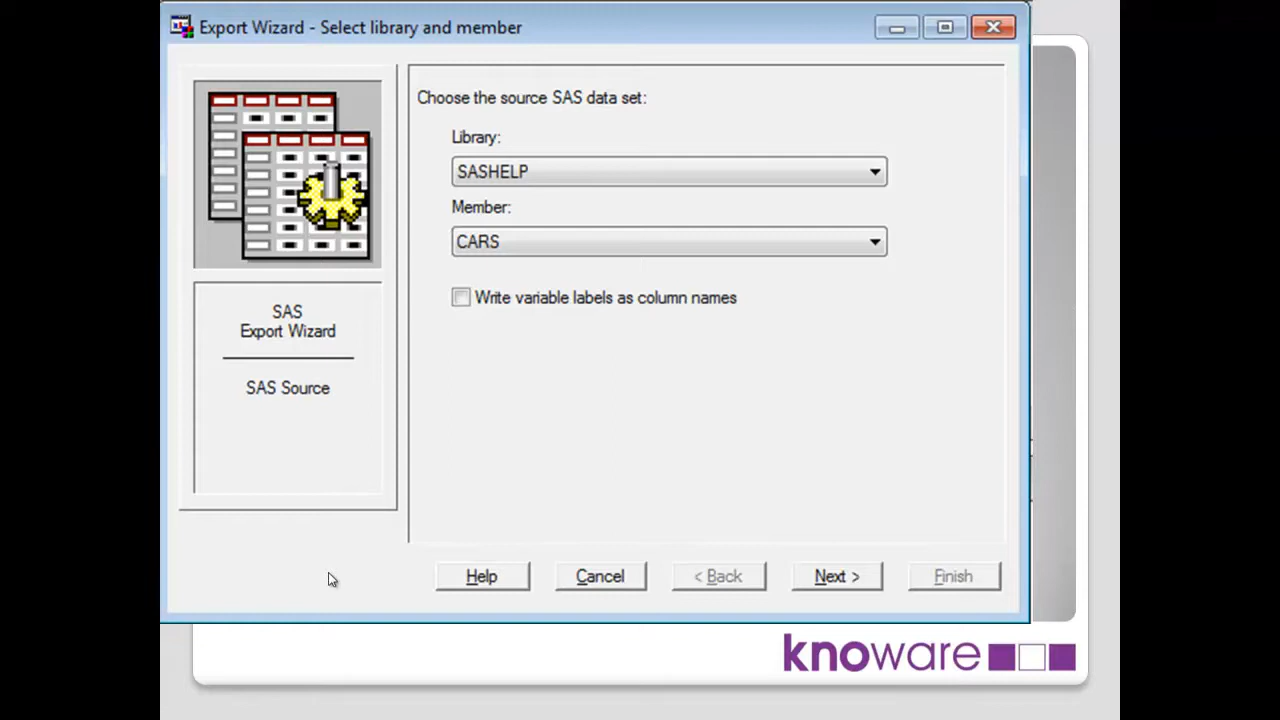 Export Wizard - Select library and member
Choose the source SAS data set:
Library:
SASHELP
Member:
CARS
Write variable labels as column names
SAS
Export Wizard
SAS Source
Help
Cancel
< Back
Next >
Finish
knoware